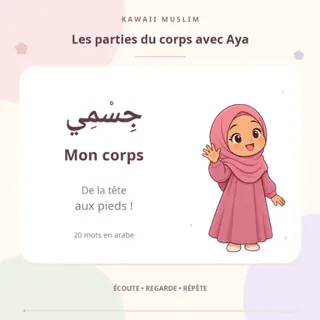 KAWAII MUSLIM
Les parties du corps avec Aya
جِسْمِي
Mon corps
De la tête
aux pieds !
20 mots en arabe
ÉCOUTE • REGARDE • RÉPÈTE